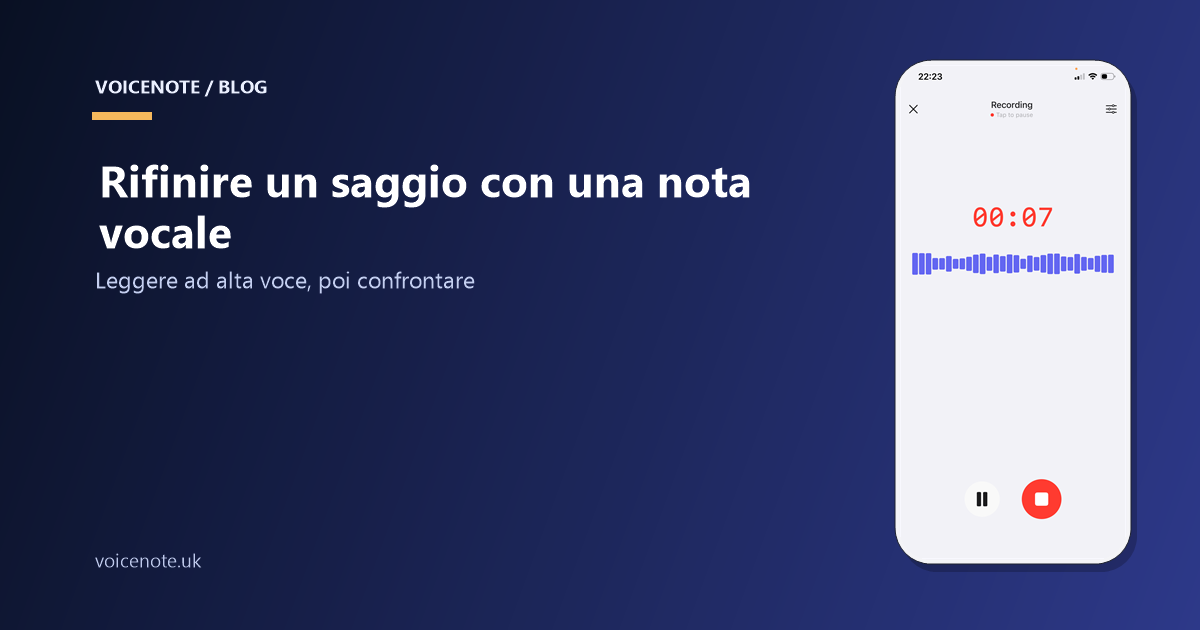 VOICENOTE / BLOG
Rifinire un saggio con una nota
vocale
Leggere ad alta voce, poi confrontare
voicenote.uk
22:23
Recording
Tap to pause
00:07